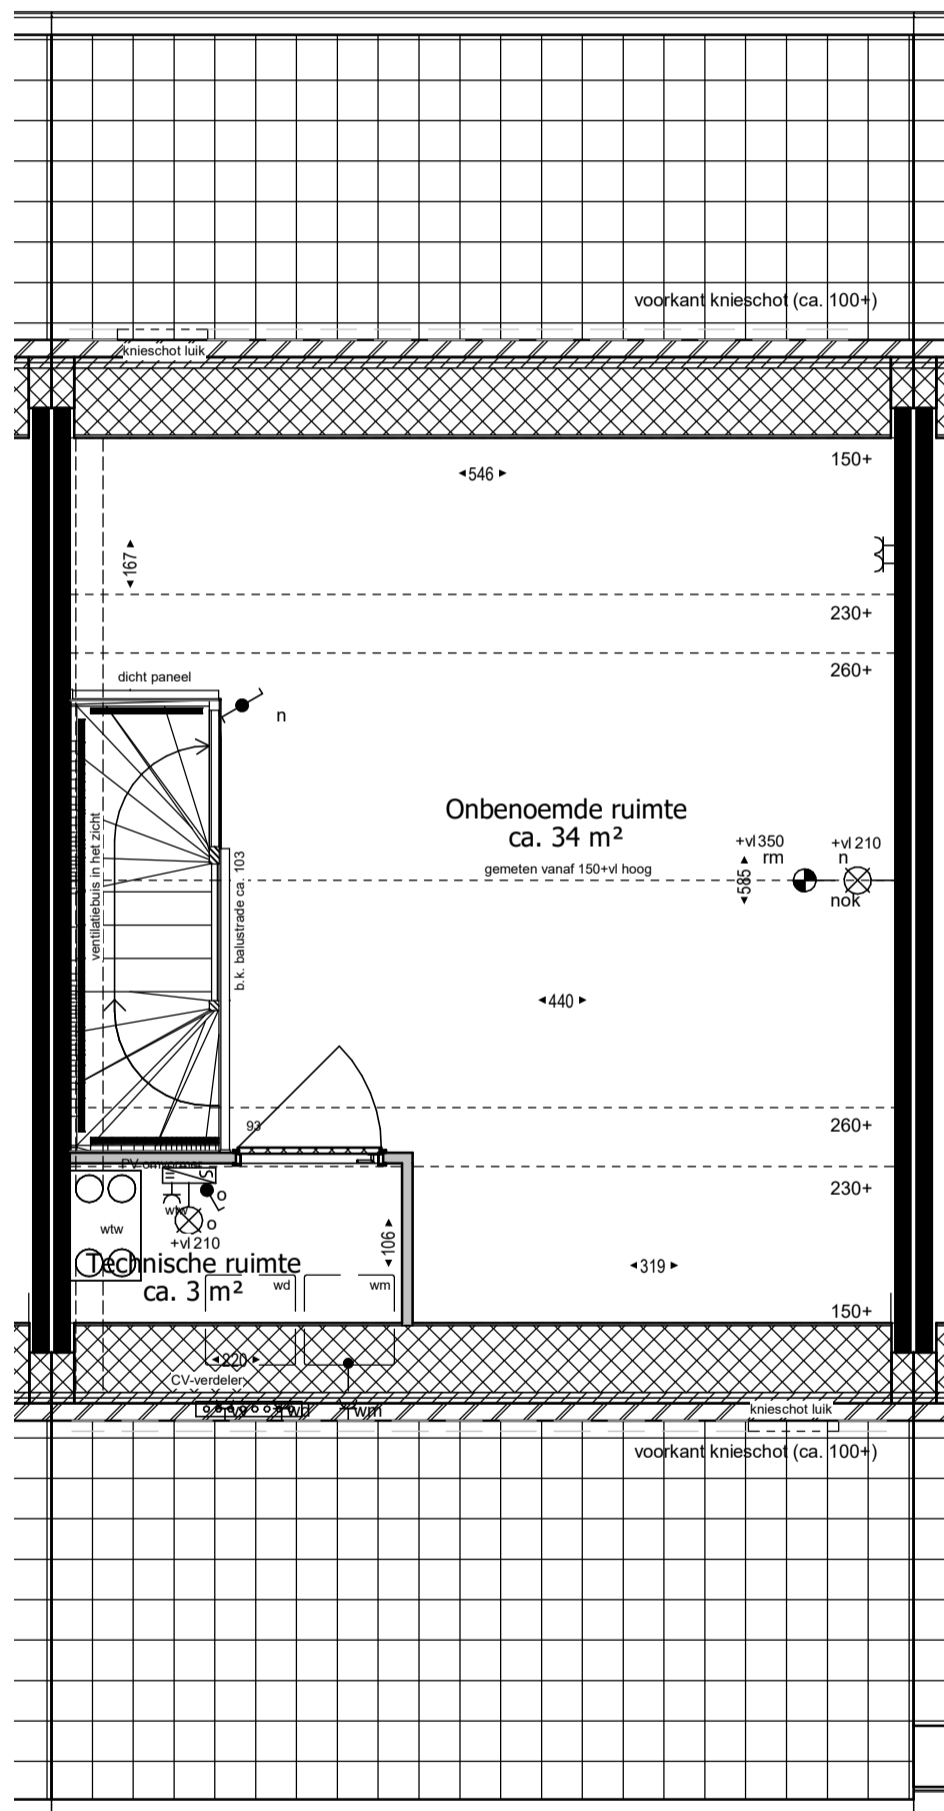 voorkant knieschot (ca. 100+)
knieschot luik
150+
546
167
230+
260+
dicht paneel
n
Onbenoemde ruimte
ca. 34 m²
gemeten vanaf 150+vl hoog
+vl 350
rm
+vl 210
n
585
nok
ventilatiebuis in het zicht
b.k. balustrade ca. 103
440
93
260+
PV-omvormer
230+
wtw
o
wtw
o
+vl 210
106
Technische ruimte
ca. 3 m²
wd
wm
319
150+
220
CV-verdeler
knieschot luik
wd
wm
voorkant knieschot (ca. 100+)